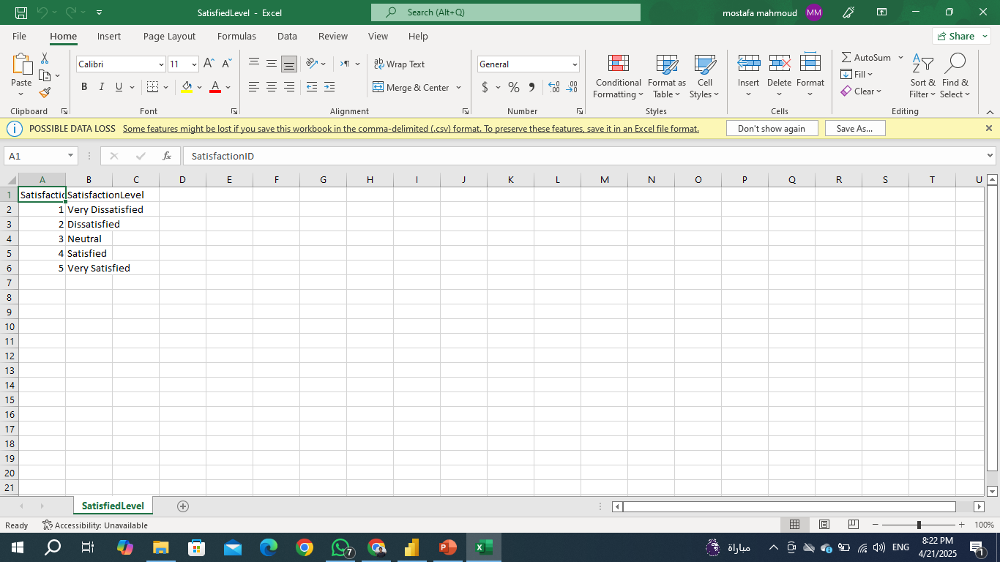 SatisfiedLevel - Excel
Search (Alt+Q)
mostafa mahmoud MM
File Home Insert Page Layout Formulas Data Review View Help Share
Paste
Clipboard
Calibri 11 A A
B I U A
Font
ab Wrap Text
Merge & Center
Alignment
General
$ % 9 .00 .00
Number
Conditional Formatting
Format as Table
Cell Styles
Styles
Insert Delete Format
Cells
AutoSum
Fill
Clear
Sort & Filter
Find & Select
Editing
POSSIBLE DATA LOSS Some features might be lost if you save this workbook in the comma-delimited (.csv) format. To preserve these features, save it in an Excel file format. Don't show again Save As...
A1 fx SatisfactionID
A B C D E F G H I J K L M N O P Q R S T U
1 Satisfactic SatisfactionLevel
2 1 Very Dissatisfied
3 2 Dissatisfied
4 3 Neutral
5 4 Satisfied
6 5 Very Satisfied
7
8
9
10
11
12
13
14
15
16
17
18
19
20
21
SatisfiedLevel
Ready Accessibility: Unavailable 100%
7 مباراة ENG 8:22 PM
4/21/2025 1